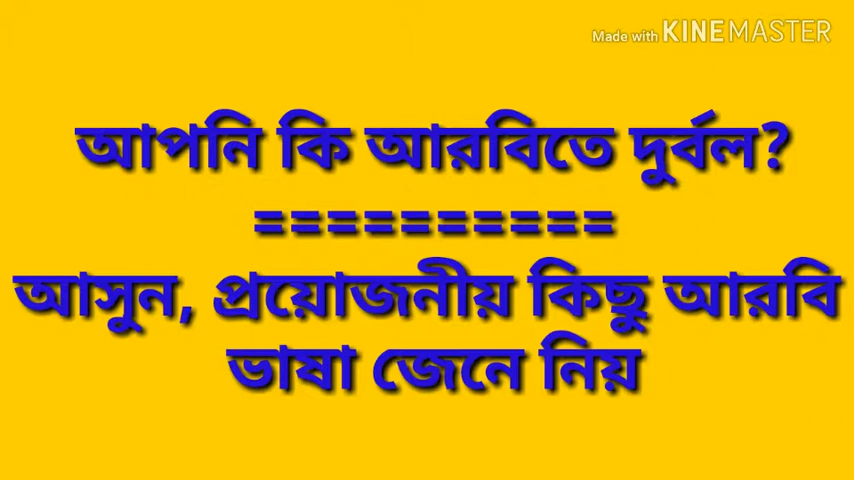 Made with KINEMASTER
আপনি কি আরবিতে দুর্বল?
==========
আসুন, প্রয়োজনীয় কিছু আরবি
ভাষা জেনে নিয়